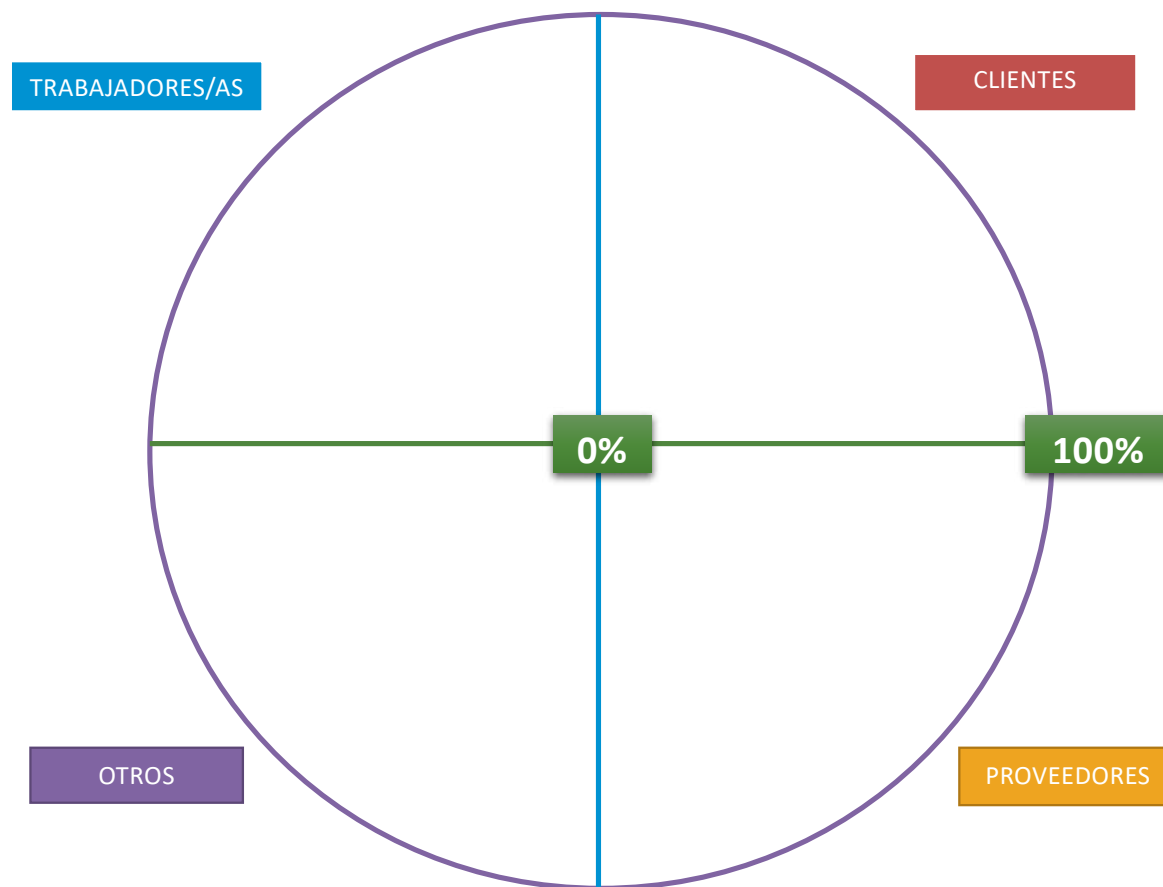 TRABAJADORES/AS
CLIENTES
0%
100%
OTROS
PROVEEDORES